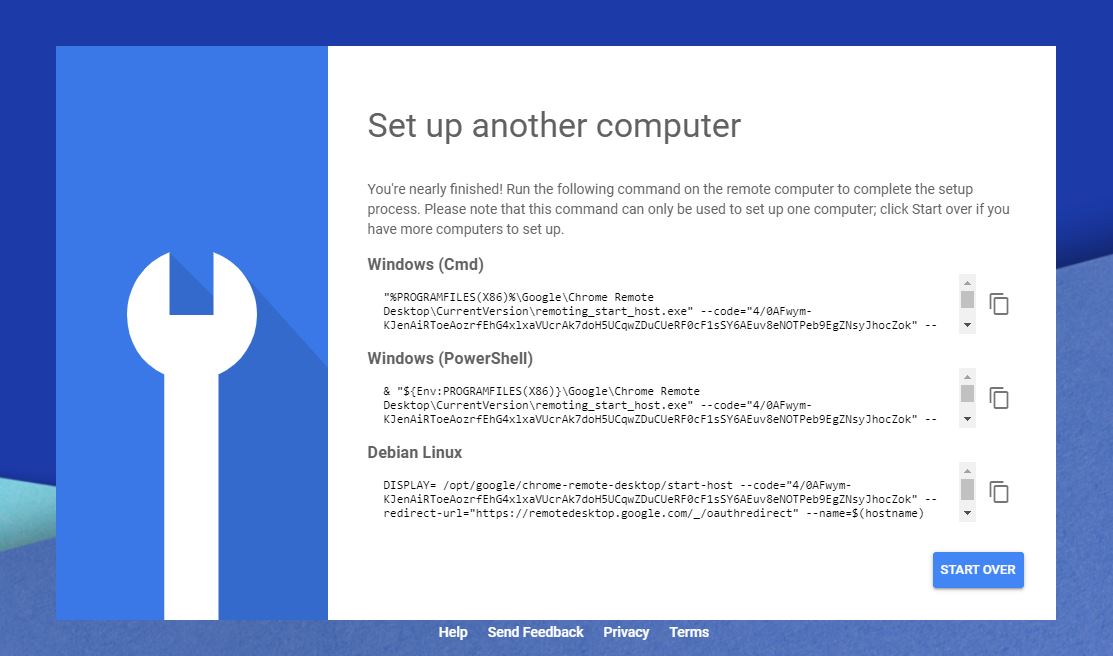 Set up another computer
You're nearly finished! Run the following command on the remote computer to complete the setup
process. Please note that this command can only be used to set up one computer; click Start over if you
have more computers to set up.
Windows (Cmd)
"%PROGRAMFILES(X86)%\Google\Chrome Remote
Desktop\CurrentVersion\remoting_start_host.exe" --code="4/0AFwym-
KJenAiRToeAozrfEhG4xlxaVUcrAk7doH5UCqwZDuCUeRF0cF1sSY6AEuv8eNOTPeb9EgZNsyJhocZok" --
Windows (PowerShell)
& "${Env:PROGRAMFILES(X86)}\Google\Chrome Remote
Desktop\CurrentVersion\remoting_start_host.exe" --code="4/0AFwym-
KJenAiRToeAozrfEhG4xlxaVUcrAk7doH5UCqwZDuCUeRF0cF1sSY6AEuv8eNOTPeb9EgZNsyJhocZok" --
Debian Linux
DISPLAY= /opt/google/chrome-remote-desktop/start-host --code="4/0AFwym-
KJenAiRToeAozrfEhG4xlxaVUcrAk7doH5UCqwZDuCUeRF0cF1sSY6AEuv8eNOTPeb9EgZNsyJhocZok" --
redirect-url="https://remotedesktop.google.com/_/oauthredirect" --name=$(hostname)
START OVER
Help Send Feedback Privacy Terms